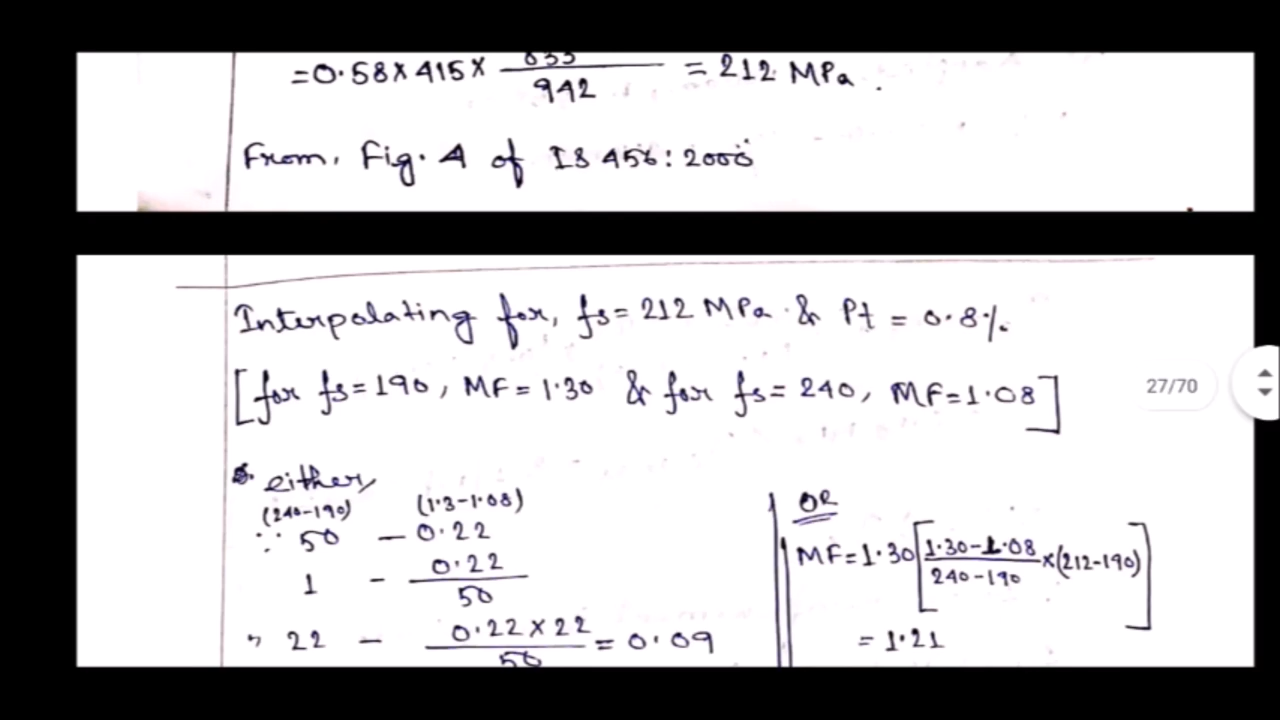 =0.58×415× 833/942 = 212 MPa.
From, Fig. 4 of IS 456:2000
Interpolating for, fs=212 MPa & Pt = 0.8%
[for fs=190, MF=1.30 & for fs=240, MF=1.08]
27/70
either,
(240-190) (1.3-1.08)
∵ 50 — 0.22
1 - 0.22/50
" 22 — 0.22×22/50 = 0.09
OR
MF=1.30[1.30-1.08/240-190 ×(212-190)]
= 1.21